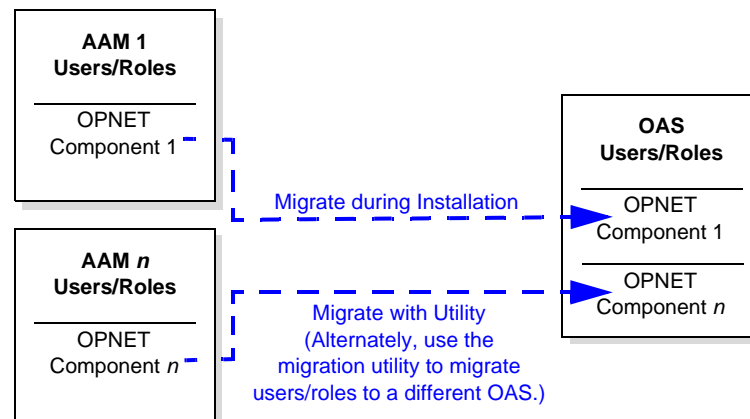 AAM 1
Users/Roles
OPNET
Component 1
Migrate during Installation
OAS
Users/Roles
OPNET
Component 1
OPNET
Component n
AAM n
Users/Roles
OPNET
Component n
Migrate with Utility
(Alternately, use the
migration utility to migrate
users/roles to a different OAS.)